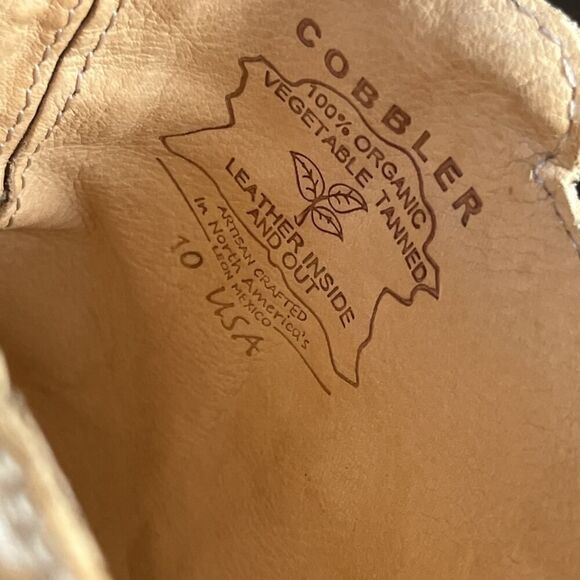 COBBLER
100% ORGANIC
VEGETABLE TANNED
LEATHER INSIDE
AND OUT
ARTISAN CRAFTED
In North America's
LEON MEXICO
10 USA